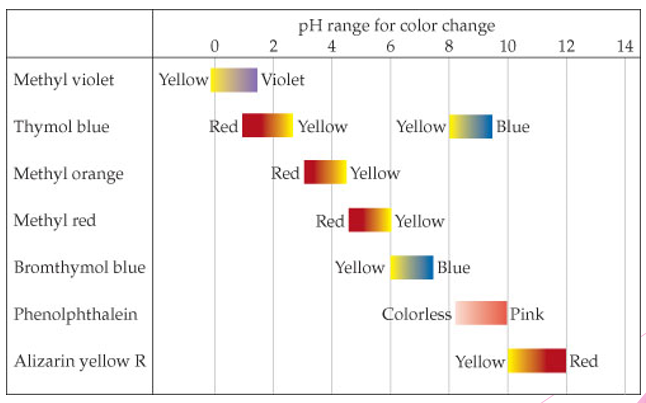 pH range for color change
0 2 4 6 8 10 12 14
Methyl violet Yellow Violet
Thymol blue Red Yellow Yellow Blue
Methyl orange Red Yellow
Methyl red Red Yellow
Bromthymol blue Yellow Blue
Phenolphthalein Colorless Pink
Alizarin yellow R Yellow Red